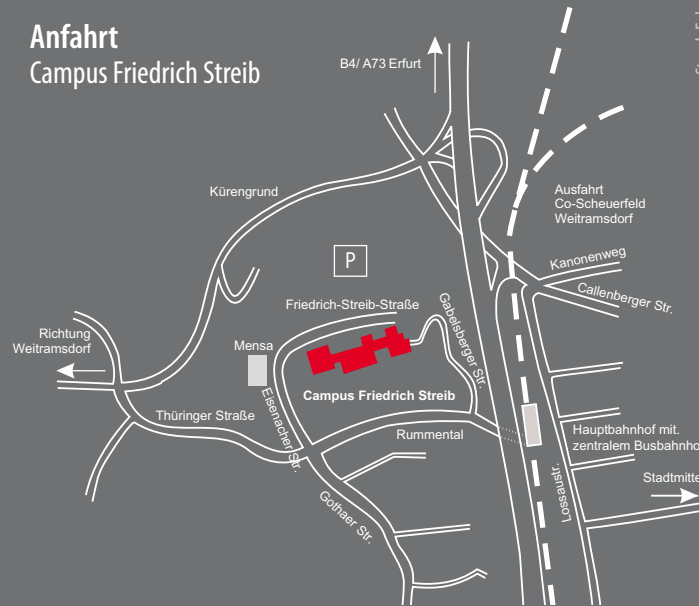 Anfahrt
Campus Friedrich Streib
B4/ A73 Erfurt
Kürengrund
Ausfahrt
Co-Scheuerfeld
Weitramsdorf
P
Kanonenweg
Callenberger Str.
Friedrich-Streib-Straße
Gabelsberger Str.
Richtung
Weitramsdorf
Mensa
Eisenacher Str.
Campus Friedrich Streib
Thüringer Straße
Rummental
Hauptbahnhof mit.
zentralem Busbahnho
Lossaustr.
Stadtmitte
Gothaer Str.